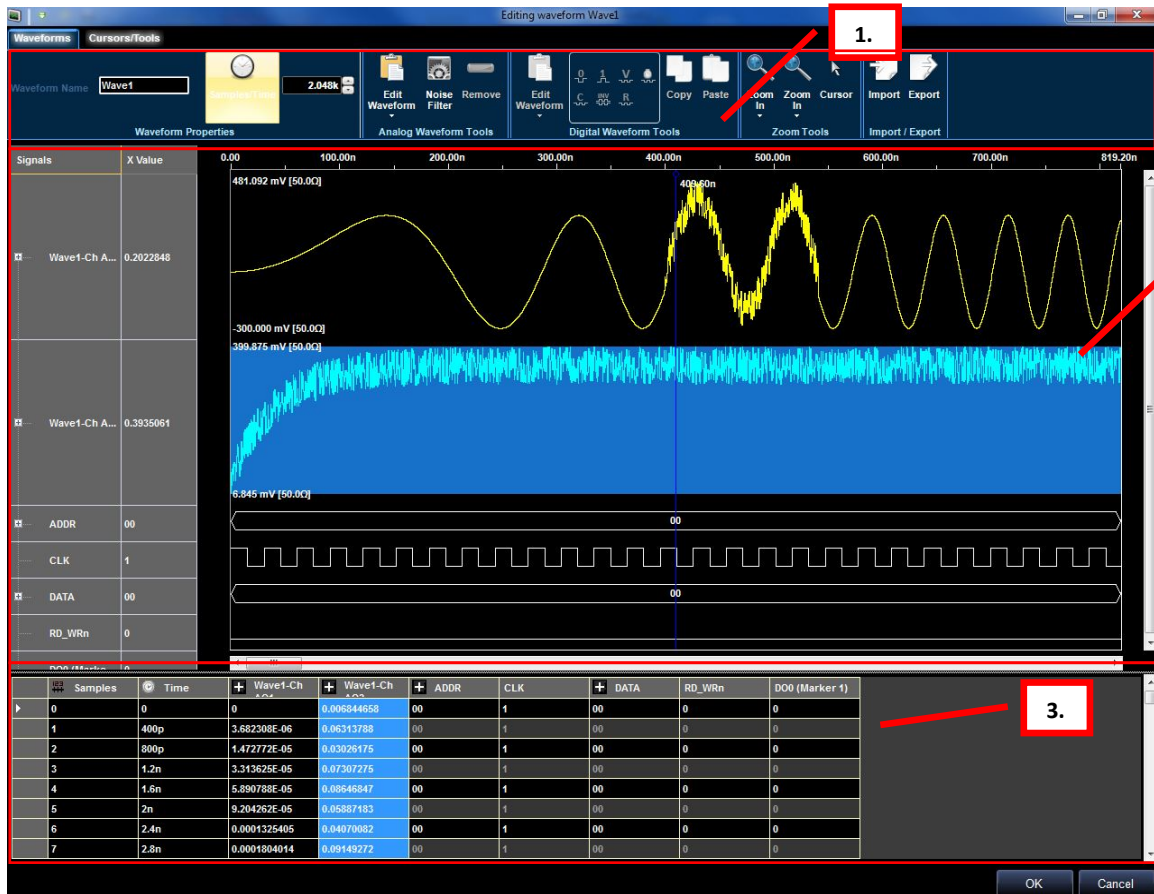 Editing waveform Wave1
Waveforms Cursors/Tools
1.
Waveform Name Wave1
Samples/Time
2.048k
Waveform Properties
Edit Waveform
Noise Filter
Remove
Analog Waveform Tools
Edit Waveform
0 1 V
C INV R
Copy Paste
Digital Waveform Tools
Zoom In
Zoom In
Cursor
Zoom Tools
Import Export
Import / Export
Signals X Value 0.00 100.00n 200.00n 300.00n 400.00n 500.00n 600.00n 700.00n 819.20n
481.092 mV [50.0Ω]
409.60n
Wave1-Ch A... 0.2022848
-300.000 mV [50.0Ω]
399.875 mV [50.0Ω]
Wave1-Ch A... 0.3935061
6.845 mV [50.0Ω]
ADDR 00 00
CLK 1
DATA 00 00
RD_WRn 0
DO0 (Marke... 0
Samples Time Wave1-Ch AO1 Wave1-Ch AO2 ADDR CLK DATA RD_WRn DO0 (Marker 1)
0 0 0 0.006844658 00 1 00 0 0
1 400p 3.682308E-06 0.06313788 00 1 00 0 0
2 800p 1.472772E-05 0.03026175 00 1 00 0 0
3 1.2n 3.313625E-05 0.07307275 00 1 00 0 0
4 1.6n 5.890788E-05 0.08646847 00 1 00 0 0
5 2n 9.204262E-05 0.05887183 00 1 00 0 0
6 2.4n 0.0001325405 0.04070082 00 1 00 0 0
7 2.8n 0.0001804014 0.09149272 00 1 00 0 0
3.
OK Cancel